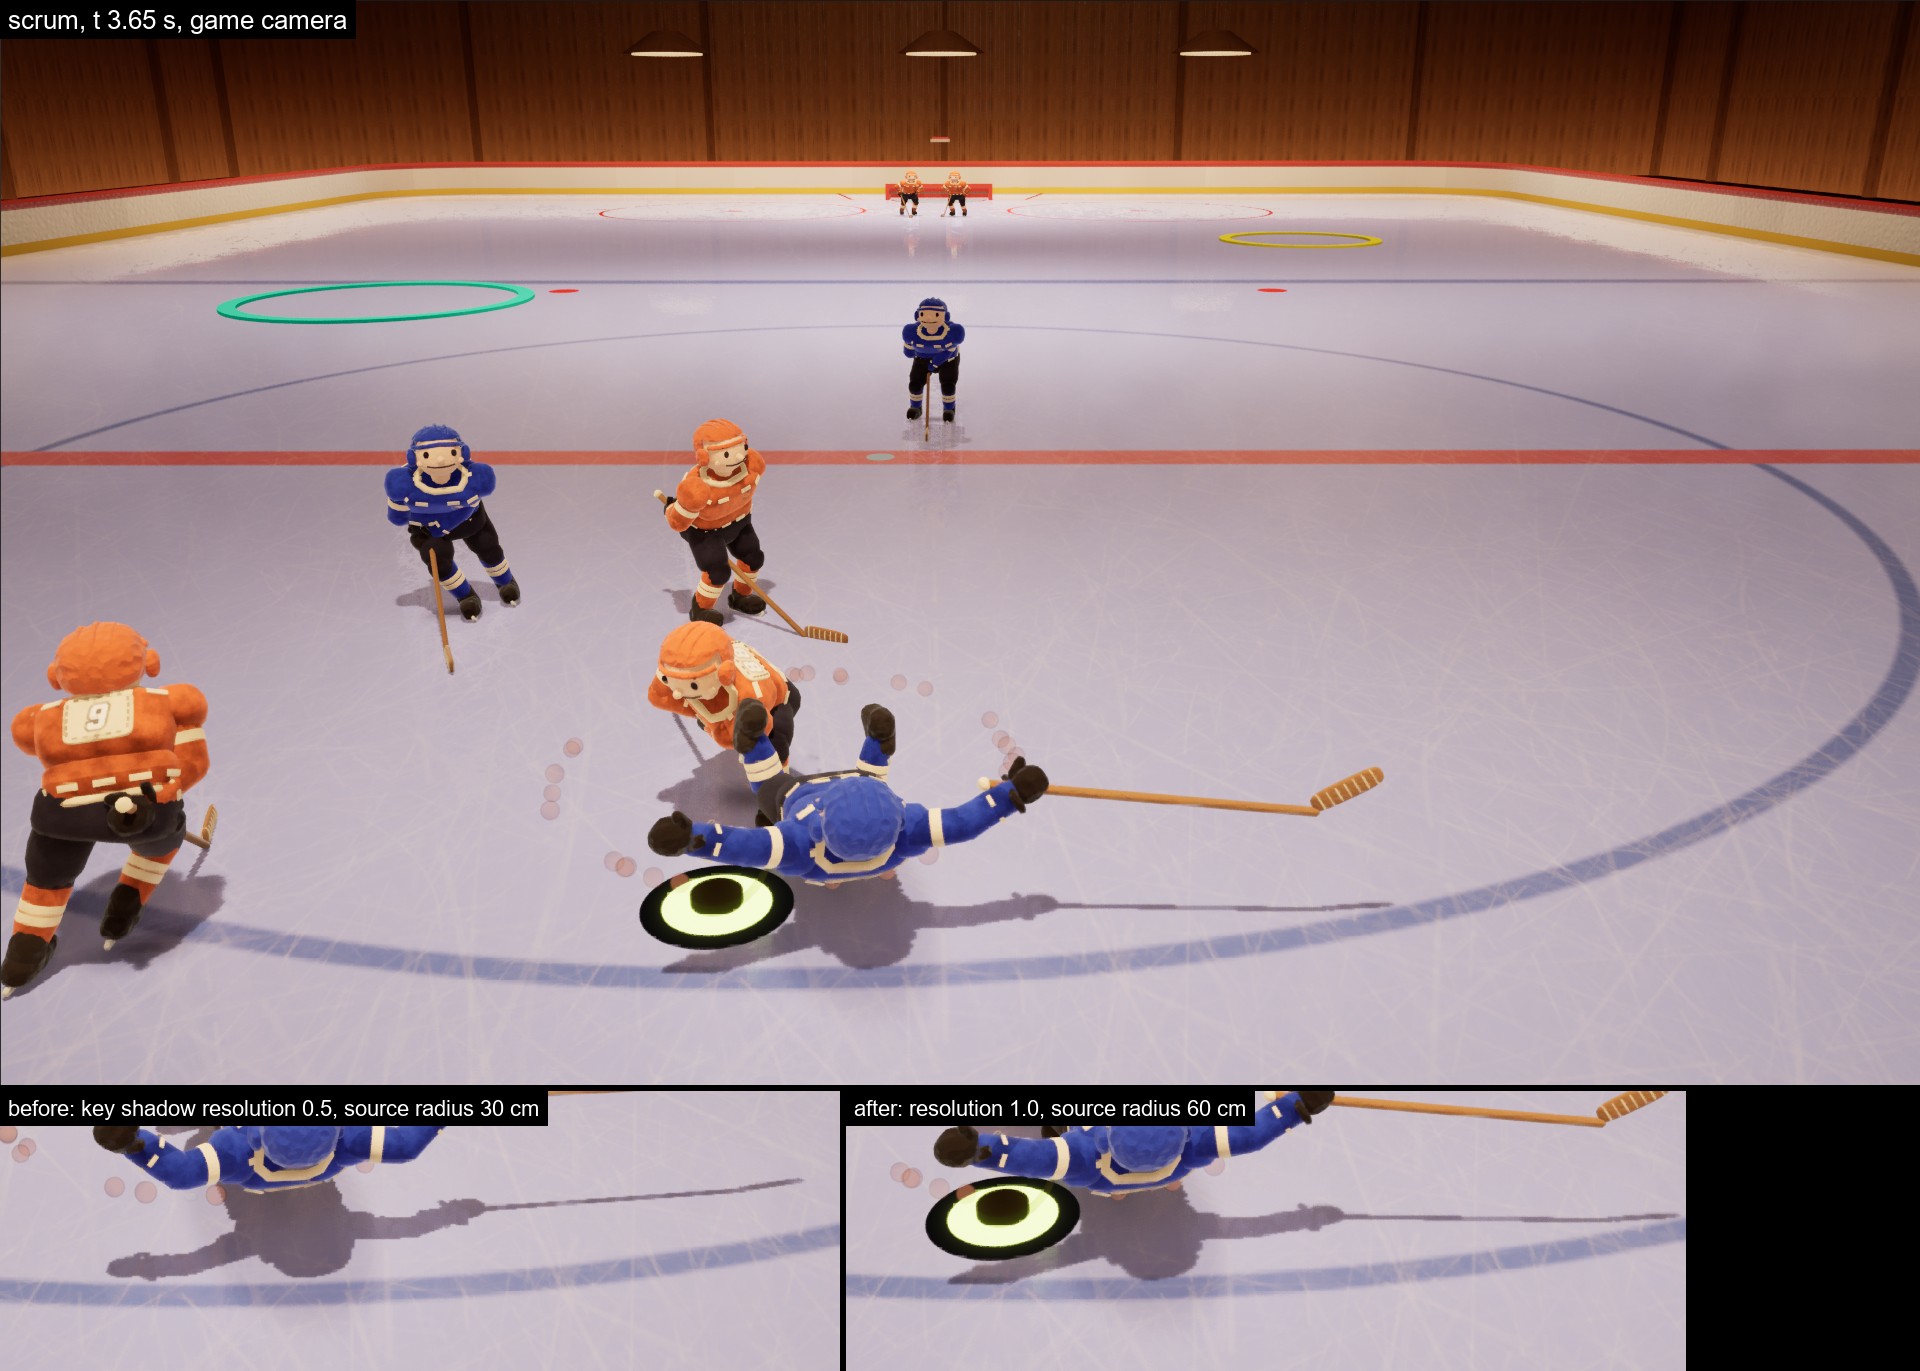 scrum, t 3.65 s, game camera
9
before: key shadow resolution 0.5, source radius 30 cm
after: resolution 1.0, source radius 60 cm